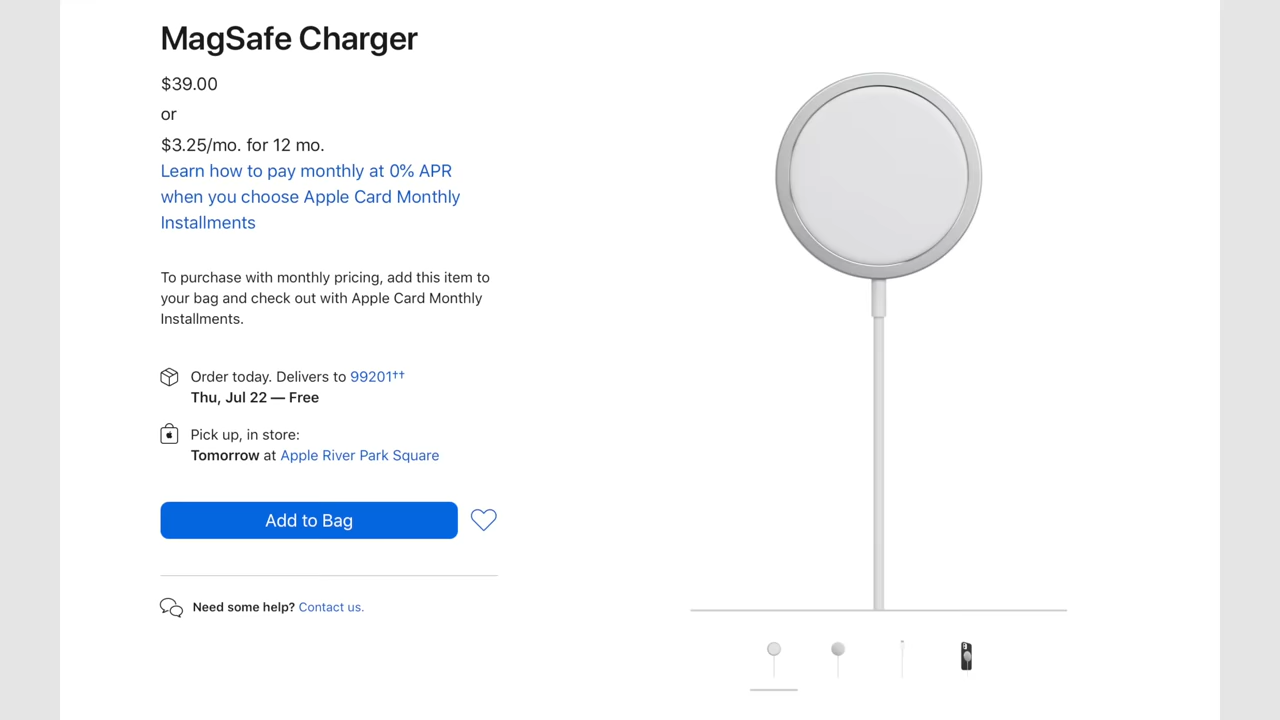 MagSafe Charger
$39.00
or
$3.25/mo. for 12 mo.
Learn how to pay monthly at 0% APR
when you choose Apple Card Monthly
Installments
To purchase with monthly pricing, add this item to
your bag and check out with Apple Card Monthly
Installments.
Order today. Delivers to 99201††
Thu, Jul 22 — Free
Pick up, in store:
Tomorrow at Apple River Park Square
Add to Bag
Need some help? Contact us.